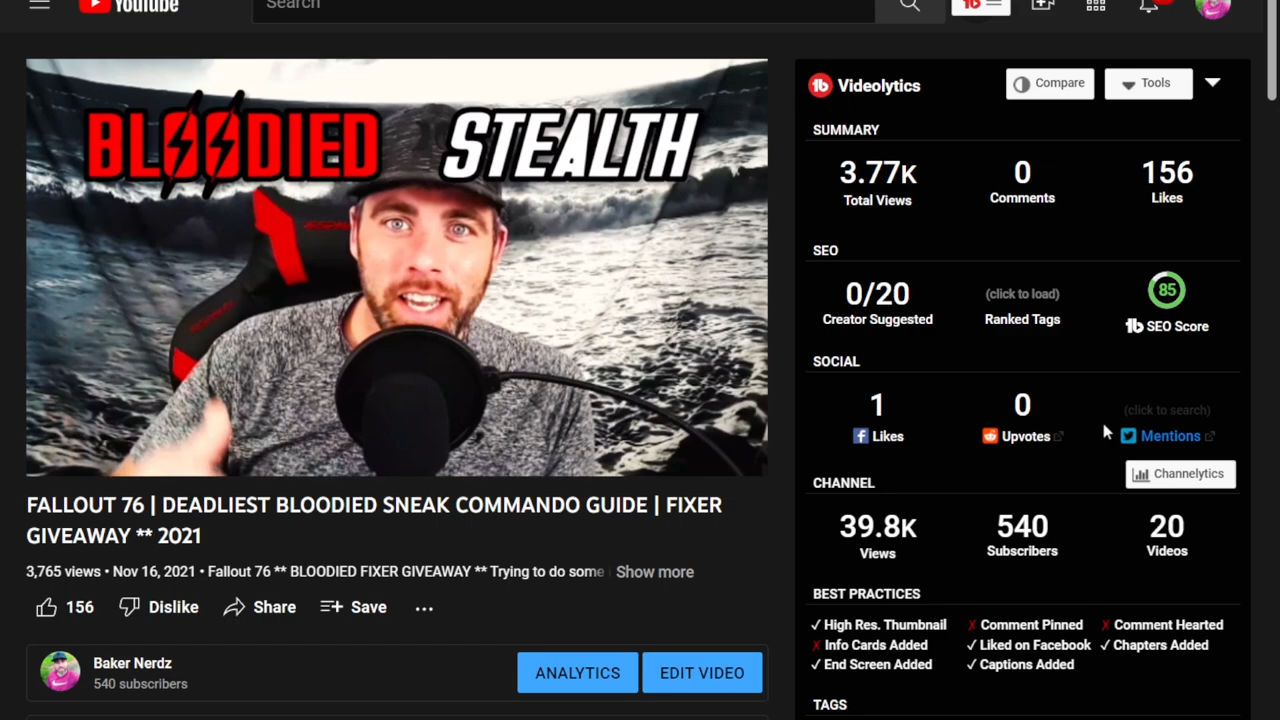 YouTube
Search
BLOODIED STEALTH
FALLOUT 76 | DEADLIEST BLOODIED SNEAK COMMANDO GUIDE | FIXER
GIVEAWAY ** 2021
3,765 views • Nov 16, 2021 • Fallout 76 ** BLOODIED FIXER GIVEAWAY ** Trying to do some Show more
156 Dislike Share Save ...
Baker Nerdz
540 subscribers
ANALYTICS EDIT VIDEO
tb Videolytics Compare Tools
SUMMARY
3.77K 0 156
Total Views Comments Likes
SEO
0/20 (click to load) 85
Creator Suggested Ranked Tags tb SEO Score
SOCIAL
1 0 (click to search)
f Likes Upvotes Mentions
Channelytics
CHANNEL
39.8K 540 20
Views Subscribers Videos
BEST PRACTICES
✓ High Res. Thumbnail ✗ Comment Pinned ✗ Comment Hearted
✗ Info Cards Added ✓ Liked on Facebook ✓ Chapters Added
✓ End Screen Added ✓ Captions Added
TAGS